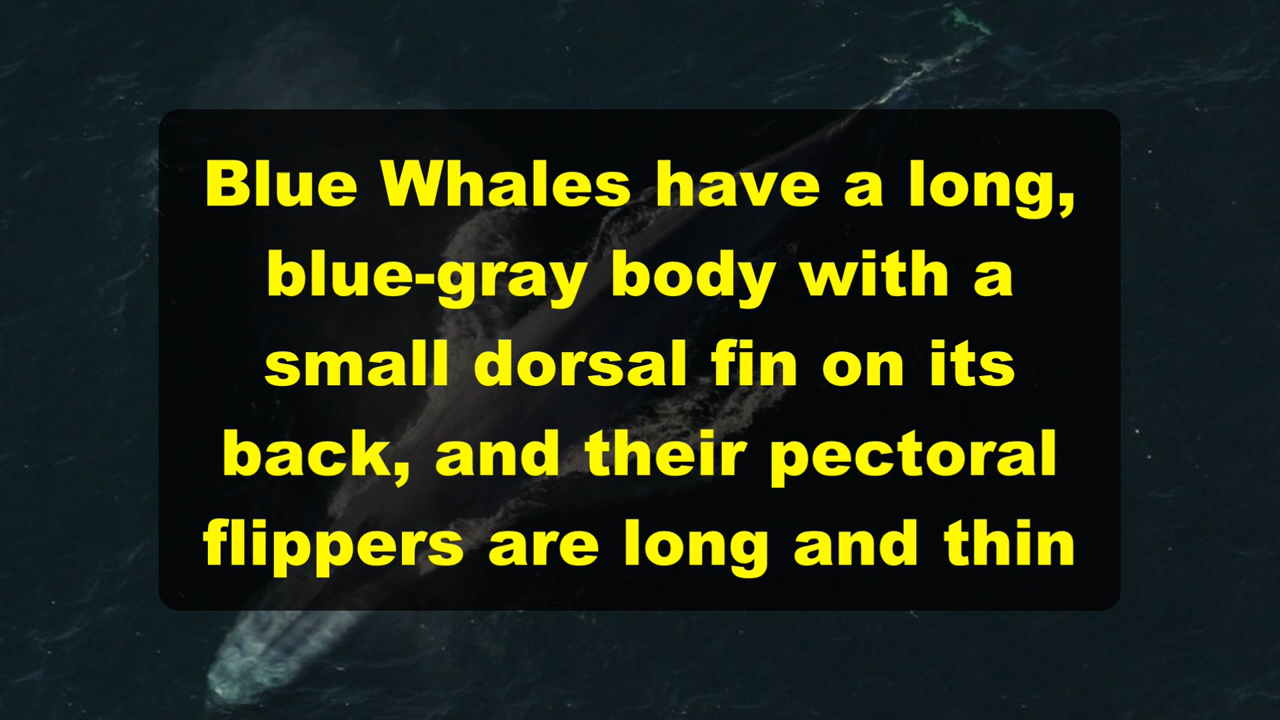 Blue Whales have a long,
blue-gray body with a
small dorsal fin on its
back, and their pectoral
flippers are long and thin